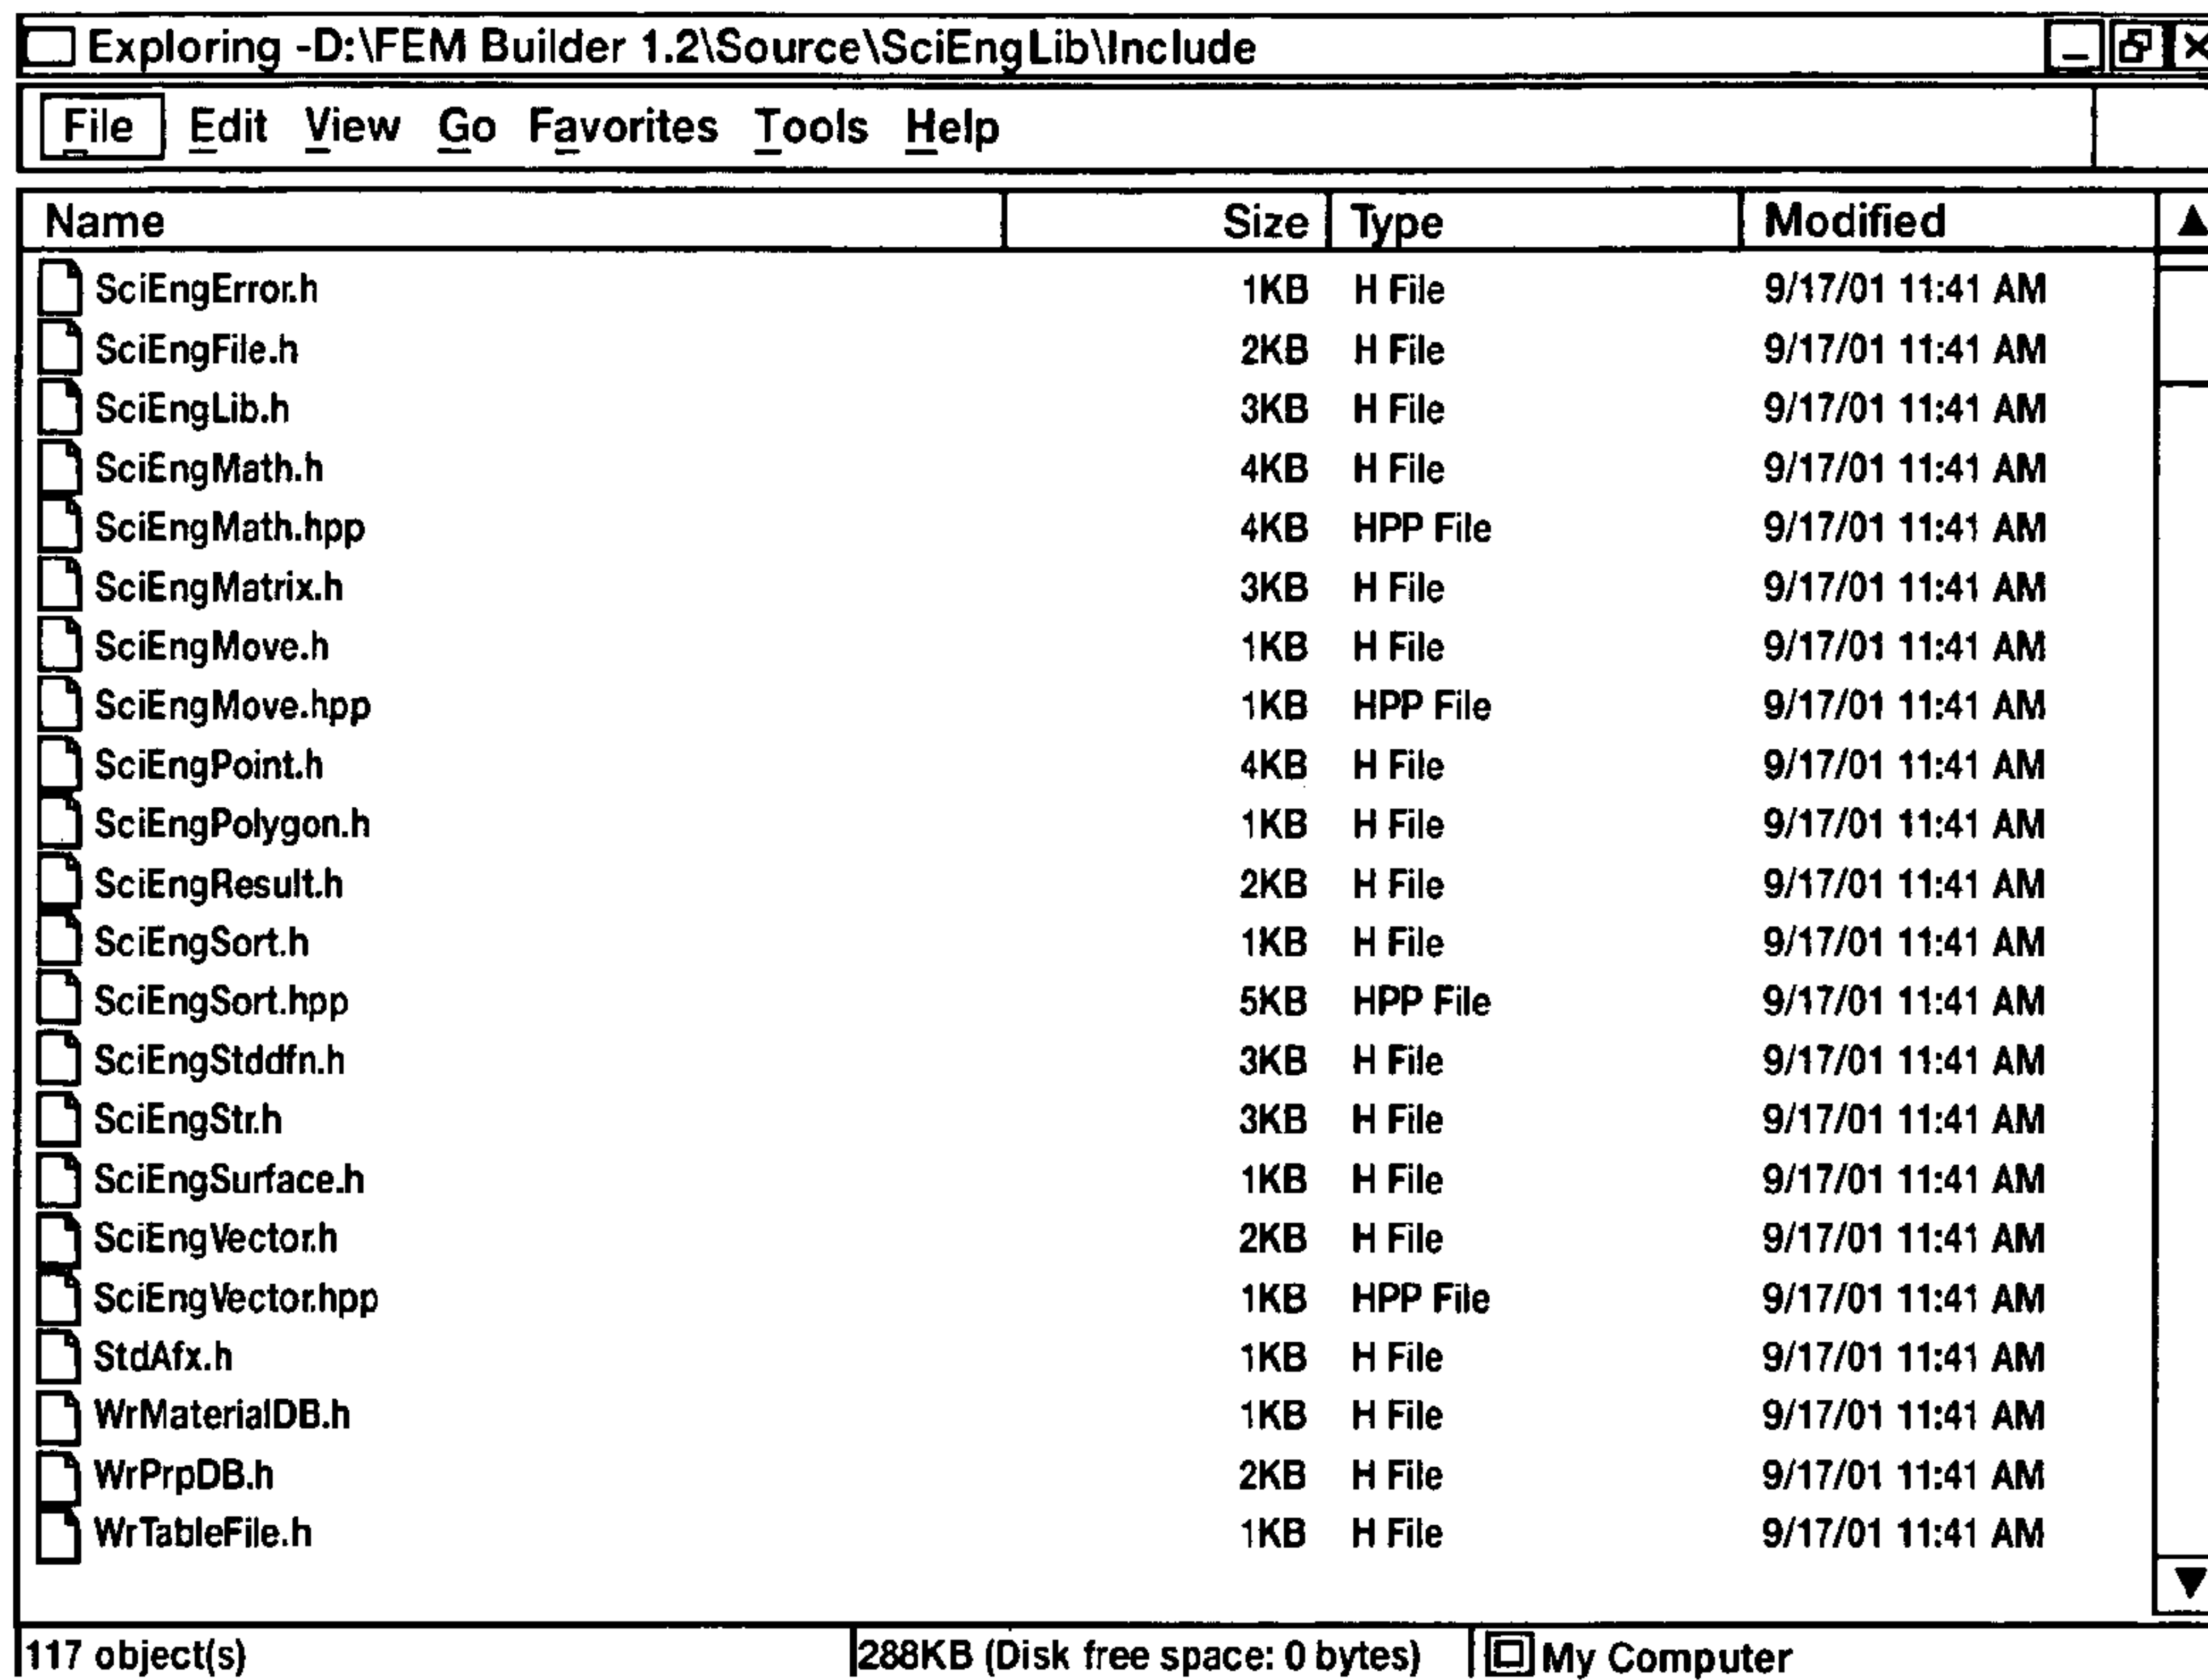 Exploring -D:\FEM Builder 1.2\Source\SciEngLib\Include
File Edit View Go Favorites Tools Help
Name Size Type Modified
SciEngError.h 1KB H File 9/17/01 11:41 AM
SciEngFile.h 2KB H File 9/17/01 11:41 AM
SciEngLib.h 3KB H File 9/17/01 11:41 AM
SciEngMath.h 4KB H File 9/17/01 11:41 AM
SciEngMath.hpp 4KB HPP File 9/17/01 11:41 AM
SciEngMatrix.h 3KB H File 9/17/01 11:41 AM
SciEngMove.h 1KB H File 9/17/01 11:41 AM
SciEngMove.hpp 1KB HPP File 9/17/01 11:41 AM
SciEngPoint.h 4KB H File 9/17/01 11:41 AM
SciEngPolygon.h 1KB H File 9/17/01 11:41 AM
SciEngResult.h 2KB H File 9/17/01 11:41 AM
SciEngSort.h 1KB H File 9/17/01 11:41 AM
SciEngSort.hpp 5KB HPP File 9/17/01 11:41 AM
SciEngStddfn.h 3KB H File 9/17/01 11:41 AM
SciEngStr.h 3KB H File 9/17/01 11:41 AM
SciEngSurface.h 1KB H File 9/17/01 11:41 AM
SciEngVector.h 2KB H File 9/17/01 11:41 AM
SciEngVector.hpp 1KB HPP File 9/17/01 11:41 AM
StdAfx.h 1KB H File 9/17/01 11:41 AM
WrMaterialDB.h 1KB H File 9/17/01 11:41 AM
WrPrpDB.h 2KB H File 9/17/01 11:41 AM
WrTableFile.h 1KB H File 9/17/01 11:41 AM
117 object(s) 288KB (Disk free space: 0 bytes) My Computer